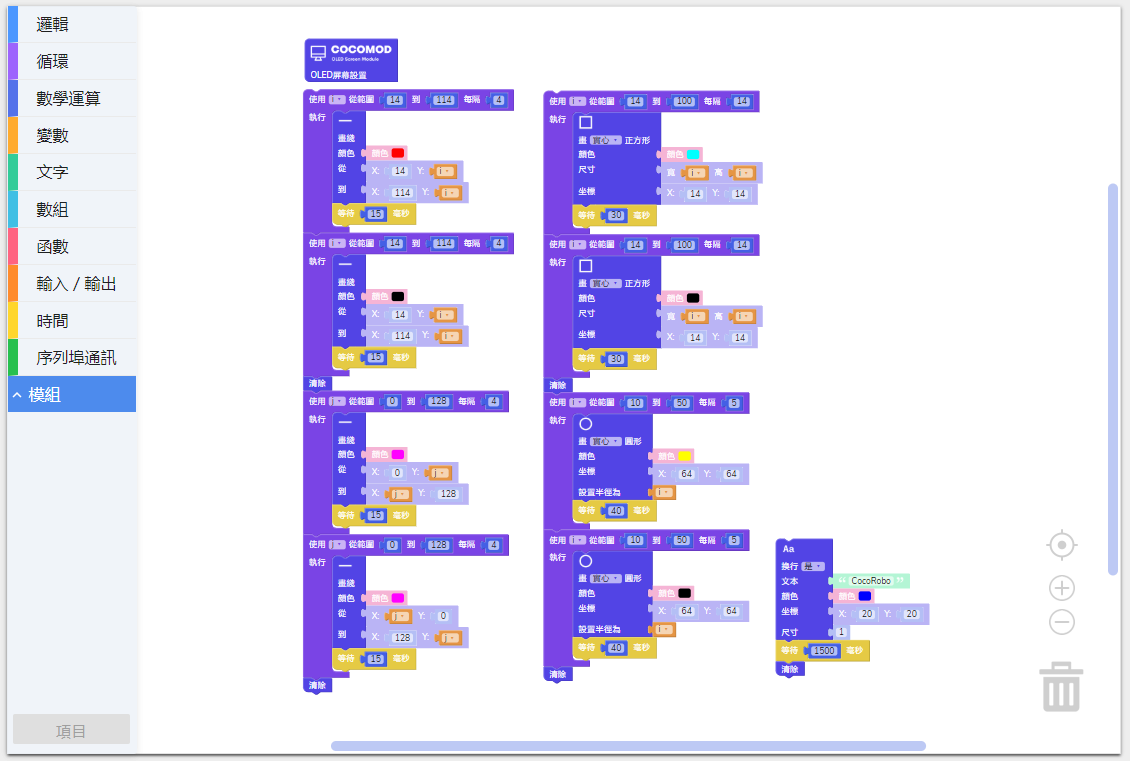 邏輯
循環
數學運算
變數
文字
數組
函數
輸入 / 輸出
時間
序列埠通訊
模組
項目
COCOMOD
OLED Screen Module
OLED屏幕設置
使用 i 從範圍 14 到 114 每隔 4
執行
畫綫
顏色 顏色
從 X: 14 Y: i
到 X: 114 Y: i
等待 15 毫秒
使用 i 從範圍 14 到 114 每隔 4
執行
畫綫
顏色 顏色
從 X: 14 Y: i
到 X: 114 Y: i
等待 15 毫秒
清除
使用 j 從範圍 0 到 128 每隔 4
執行
畫綫
顏色 顏色
從 X: 0 Y: j
到 X: j Y: 128
等待 15 毫秒
使用 j 從範圍 0 到 128 每隔 4
執行
畫綫
顏色 顏色
從 X: j Y: 0
到 X: 128 Y: j
等待 15 毫秒
清除
使用 i 從範圍 14 到 100 每隔 14
執行
畫 實心 正方形
顏色 顏色
尺寸 寬 i 高 i
坐標 X: 14 Y: 14
等待 30 毫秒
使用 i 從範圍 14 到 100 每隔 14
執行
畫 實心 正方形
顏色 顏色
尺寸 寬 i 高 i
坐標 X: 14 Y: 14
等待 30 毫秒
清除
使用 i 從範圍 10 到 50 每隔 5
執行
畫 實心 圓形
顏色 顏色
坐標 X: 64 Y: 64
設置半徑為 i
等待 40 毫秒
使用 i 從範圍 10 到 50 每隔 5
執行
畫 實心 圓形
顏色 顏色
坐標 X: 64 Y: 64
設置半徑為 i
等待 40 毫秒
清除
Aa
換行 是
文本 “ CocoRobo ”
顏色 顏色
坐標 X: 20 Y: 20
尺寸 1
等待 1500 毫秒
清除